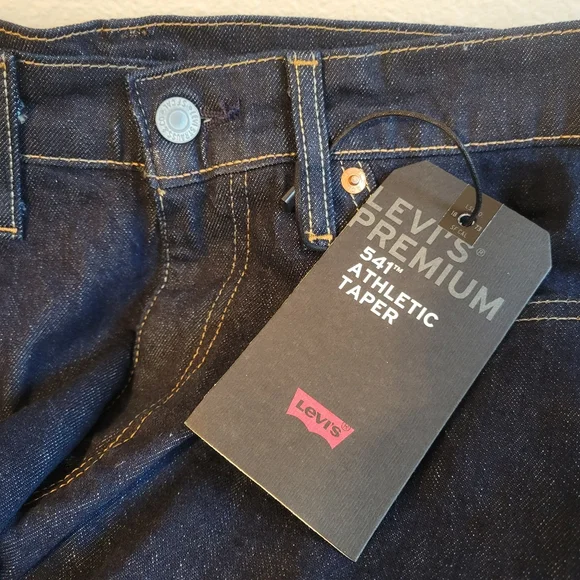 LEVI'S®
PREMIUM
541™
ATHLETIC
TAPER
Levi's®